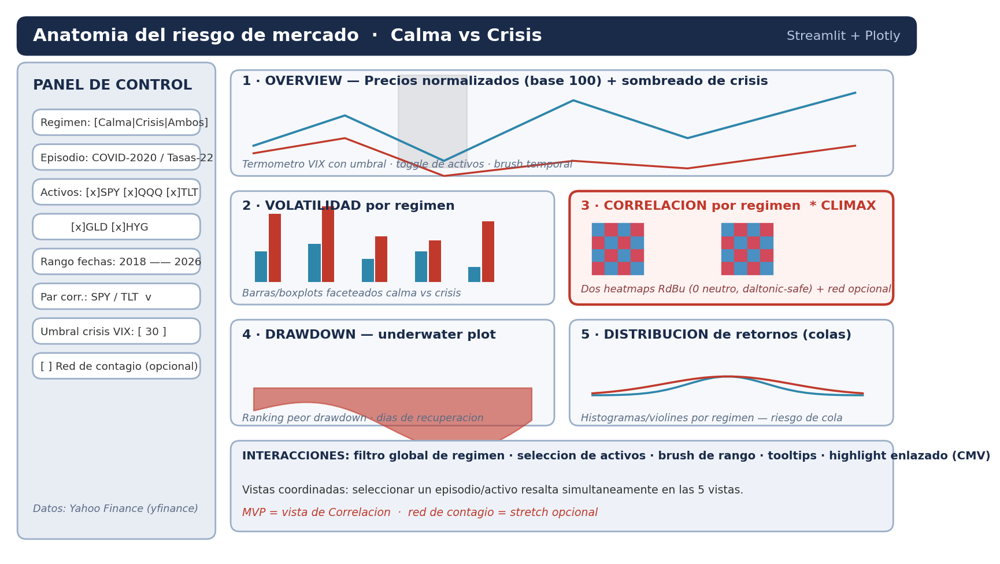 Anatomia del riesgo de mercado · Calma vs Crisis
Streamlit + Plotly
PANEL DE CONTROL
Regimen: [Calma|Crisis|Ambos]
Episodio: COVID-2020 / Tasas-22
Activos: [x]SPY [x]QQQ [x]TLT
[x]GLD [x]HYG
Rango fechas: 2018 —— 2026
Par corr.: SPY / TLT v
Umbral crisis VIX: [ 30 ]
[ ] Red de contagio (opcional)
Datos: Yahoo Finance (yfinance)
1 · OVERVIEW — Precios normalizados (base 100) + sombreado de crisis
Termometro VIX con umbral · toggle de activos · brush temporal
2 · VOLATILIDAD por regimen
Barras/boxplots faceteados calma vs crisis
3 · CORRELACION por regimen * CLIMAX
Dos heatmaps RdBu (0 neutro, daltonic-safe) + red opcional
4 · DRAWDOWN — underwater plot
Ranking peor drawdown · dias de recuperacion
5 · DISTRIBUCION de retornos (colas)
Histogramas/violines por regimen — riesgo de cola
INTERACCIONES: filtro global de regimen · seleccion de activos · brush de rango · tooltips · highlight enlazado (CMV)
Vistas coordinadas: seleccionar un episodio/activo resalta simultaneamente en las 5 vistas.
MVP = vista de Correlacion · red de contagio = stretch opcional